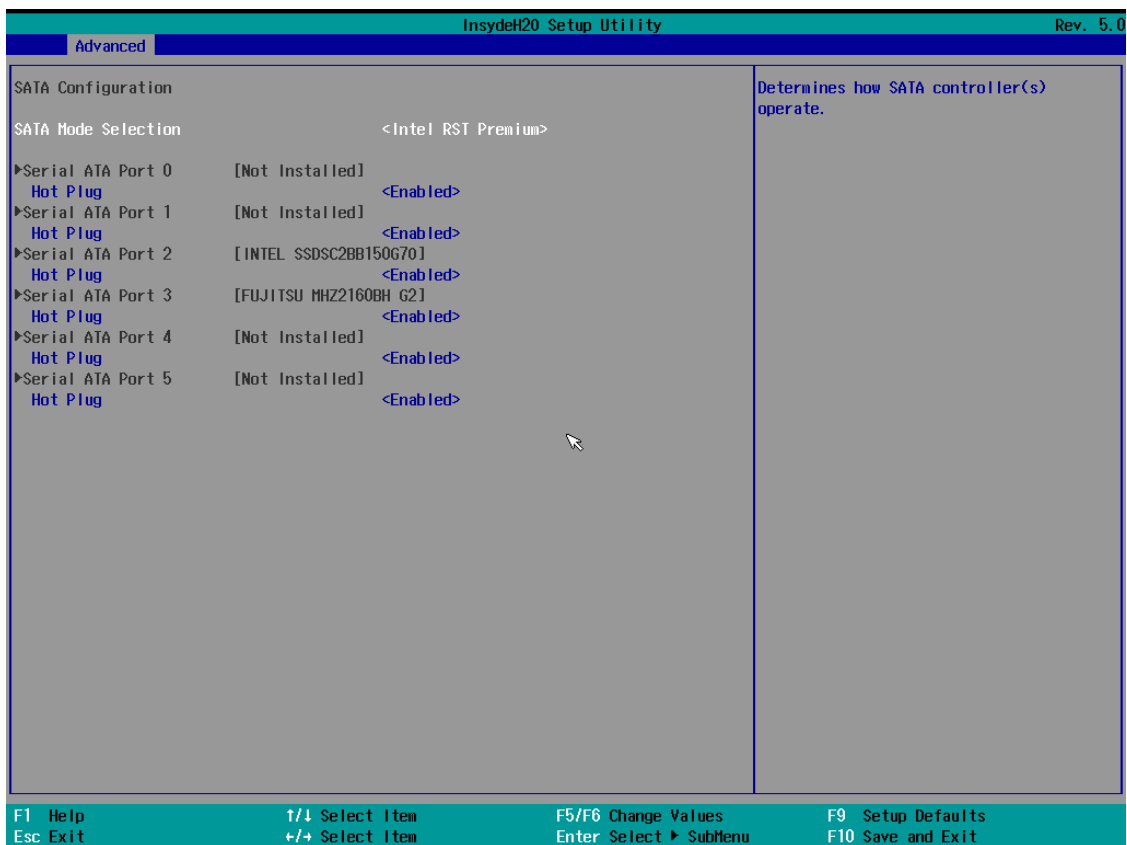 InsydeH20 Setup Utility Rev. 5.0
Advanced
SATA Configuration
Determines how SATA controller(s)
operate.
SATA Mode Selection <Intel RST Premium>
▶Serial ATA Port 0 [Not Installed]
Hot Plug <Enabled>
▶Serial ATA Port 1 [Not Installed]
Hot Plug <Enabled>
▶Serial ATA Port 2 [INTEL SSDSC2BB150G70]
Hot Plug <Enabled>
▶Serial ATA Port 3 [FUJITSU MHZ2160BH G2]
Hot Plug <Enabled>
▶Serial ATA Port 4 [Not Installed]
Hot Plug <Enabled>
▶Serial ATA Port 5 [Not Installed]
Hot Plug <Enabled>
F1 Help ↑/↓ Select Item F5/F6 Change Values F9 Setup Defaults
Esc Exit ←/→ Select Item Enter Select ▶ SubMenu F10 Save and Exit